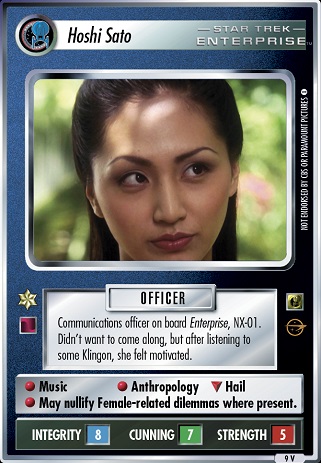 Hoshi Sato
STAR TREK
ENTERPRISE™
NOT ENDORSED BY CBS OR PARAMOUNT PICTURES
OFFICER
Communications officer on board Enterprise, NX-01.
Didn't want to come along, but after listening to
some Klingon, she felt motivated.
Music Anthropology Hail
May nullify Female-related dilemmas where present.
INTEGRITY 8 CUNNING 7 STRENGTH 5
9 V